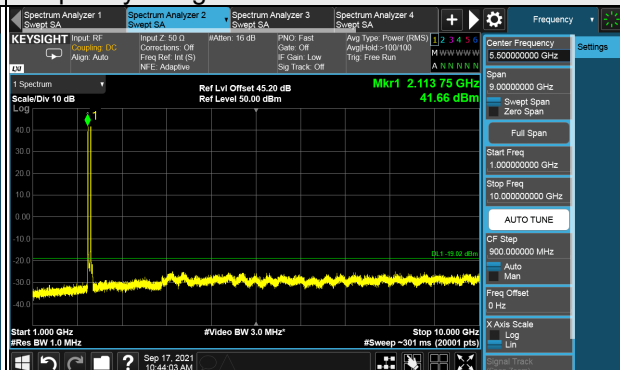 Spectrum Analyzer 1
Swept SA
Spectrum Analyzer 2
Swept SA
Spectrum Analyzer 3
Swept SA
Spectrum Analyzer 4
Swept SA
+
Frequency
KEYSIGHT
Input: RF
Coupling: DC
Align: Auto
LXI
Input Z: 50 Ω
Corrections: Off
Freq Ref: Int (S)
NFE: Adaptive
#Atten: 16 dB
PNO: Fast
Gate: Off
IF Gain: Low
Sig Track: Off
Avg Type: Power (RMS)
Avg|Hold:>100/100
Trig: Free Run
1 2 3 4 5 6
M W W W W W
A N N N N N
1 Spectrum
Scale/Div 10 dB
Log
Ref Lvl Offset 45.20 dB
Ref Level 50.00 dBm
Mkr1 2.113 75 GHz
41.66 dBm
1
40.0
30.0
20.0
10.0
0.00
-10.0
-20.0
-30.0
-40.0
DL1 -19.02 dBm
Start 1.000 GHz
#Res BW 1.0 MHz
#Video BW 3.0 MHz*
Stop 10.000 GHz
#Sweep ~301 ms (20001 pts)
Sep 17, 2021
10:44:03 AM
?
Center Frequency
5.500000000 GHz
Settings
Span
9.00000000 GHz
Swept Span
Zero Span
Full Span
Start Freq
1.000000000 GHz
Stop Freq
10.000000000 GHz
AUTO TUNE
CF Step
900.000000 MHz
Auto
Man
Freq Offset
0 Hz
X Axis Scale
Log
Lin
Signal Track